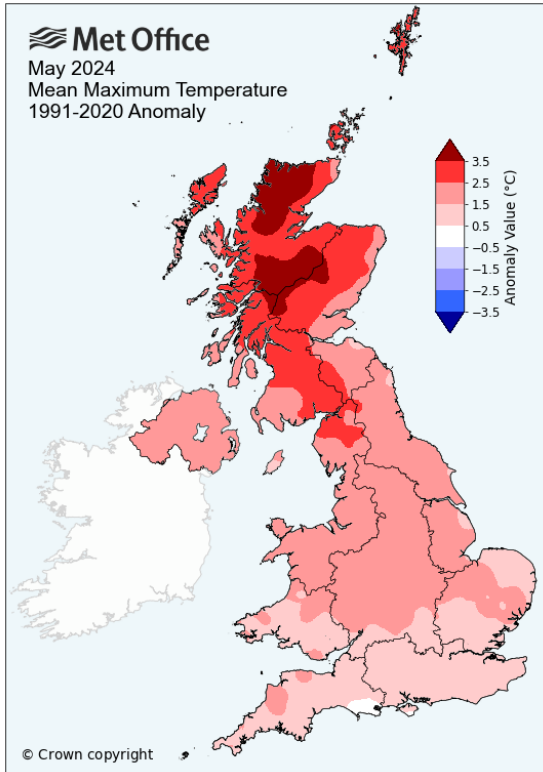 Met Office
May 2024
Mean Maximum Temperature
1991-2020 Anomaly
3.5
2.5
1.5
0.5
−0.5
−1.5
−2.5
−3.5
Anomaly Value (°C)
© Crown copyright